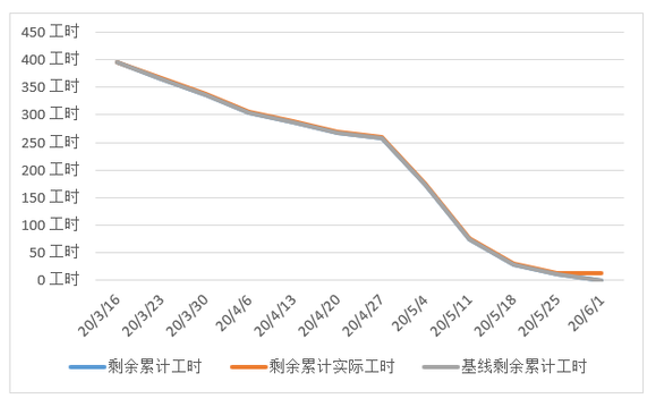 450 工时
400 工时
350 工时
300 工时
250 工时
200 工时
150 工时
100 工时
50 工时
0 工时
20/3/16 20/3/23 20/3/30 20/4/6 20/4/13 20/4/20 20/4/27 20/5/4 20/5/11 20/5/18 20/5/25 20/6/1
剩余累计工时 剩余累计实际工时 基线剩余累计工时